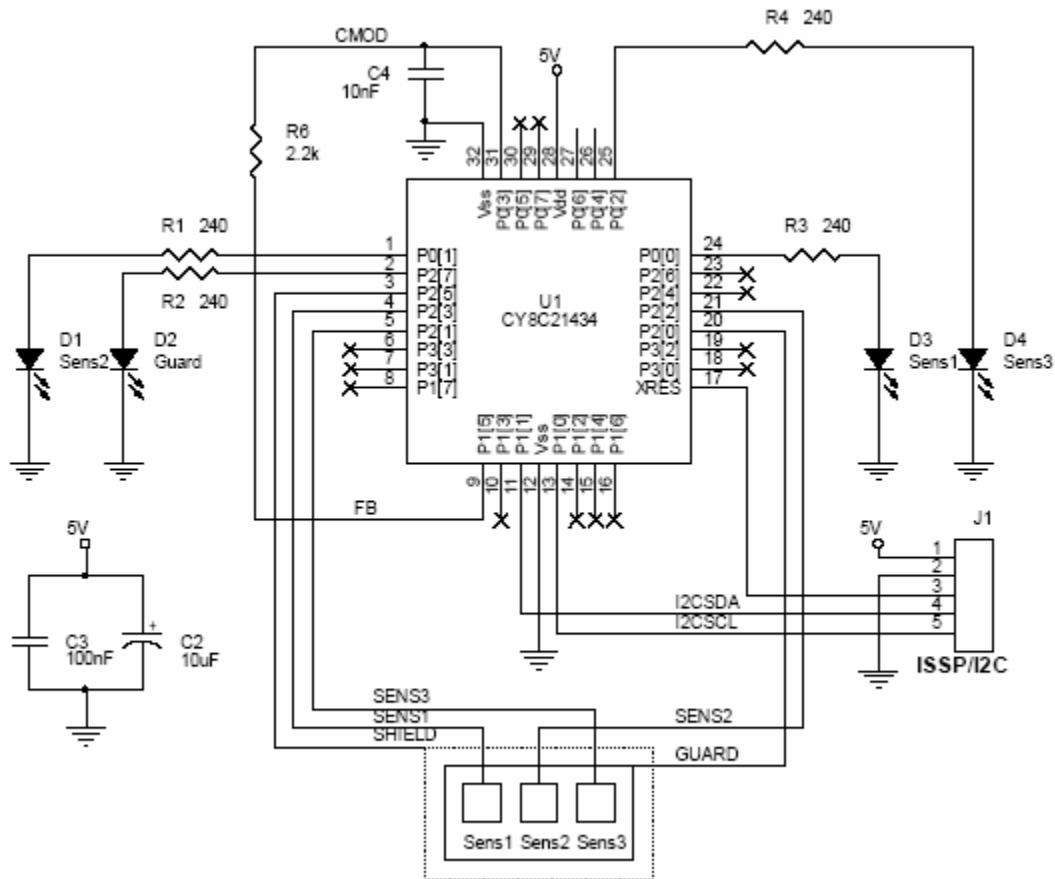 R4 240
CMOD
5V
C4
10nF
R6
2.2k
32
31
30
29
28
27
26
25
Vss
P0[3]
P0[5]
P0[7]
Vdd
P0[6]
P0[4]
P0[2]
R1 240
R2 240
1
2
3
4
5
6
7
8
P0[1]
P2[7]
P2[5]
P2[3]
P2[1]
P3[3]
P3[1]
P1[7]
U1
CY8C21434
P0[0]
P2[6]
P2[4]
P2[2]
P2[0]
P3[2]
P3[0]
XRES
24
23
22
21
20
19
18
17
R3 240
D1
Sens2
D2
Guard
D3
Sens1
D4
Sens3
P1[5]
P1[3]
P1[1]
Vss
P1[0]
P1[2]
P1[4]
P1[6]
9
10
11
12
13
14
15
16
FB
5V
+
C3
100nF
C2
10uF
5V
J1
1
2
3
4
5
I2CSDA
I2CSCL
ISSP/I2C
SENS3
SENS1
SHIELD
SENS2
GUARD
Sens1 Sens2 Sens3